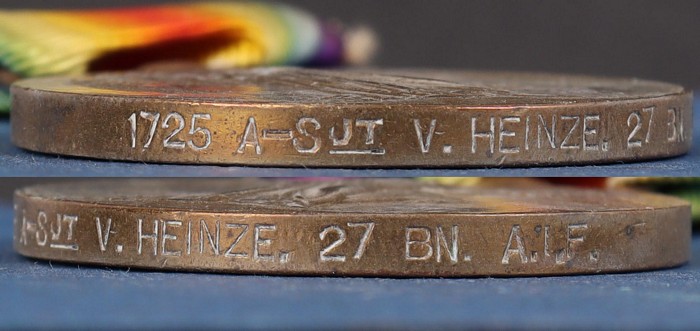 1725 A-SJT V. HEINZE. 27 BN
A-SJT V. HEINZE. 27 BN. A.I.F.